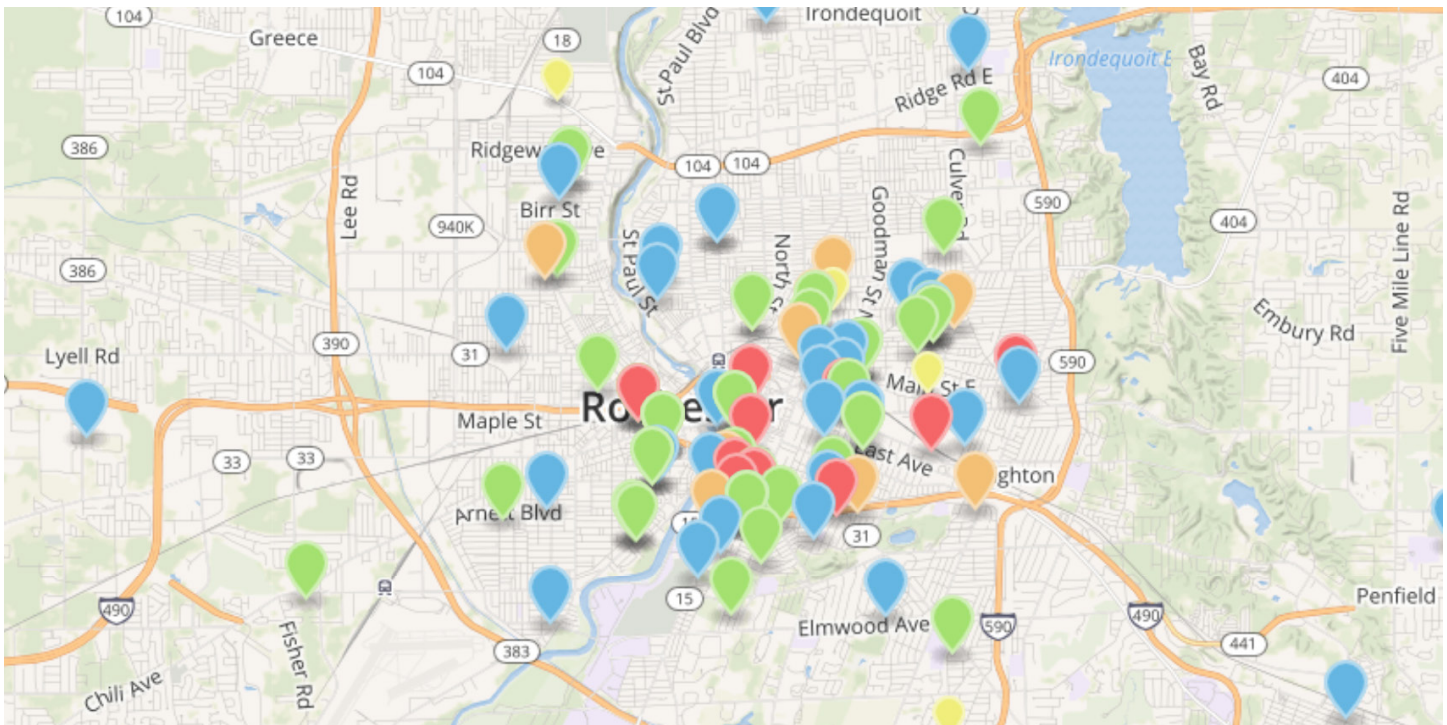 104
Irondequoit
Greece
18
St Paul Blvd
104
Irondequoit B
Bay Rd
404
Ridge Rd E
386
104
104
Lee Rd
Birr St
590
940K
404
Five Mile Line Rd
386
St Paul St
North St
Goodman St N
Embury Rd
390
31
Lyell Rd
590
Main St E
Maple St
33
33
East Ave
Arnett Blvd
31
15
490
Fisher Rd
Elmwood Ave
590
490
Penfield
383
441
Chili Ave